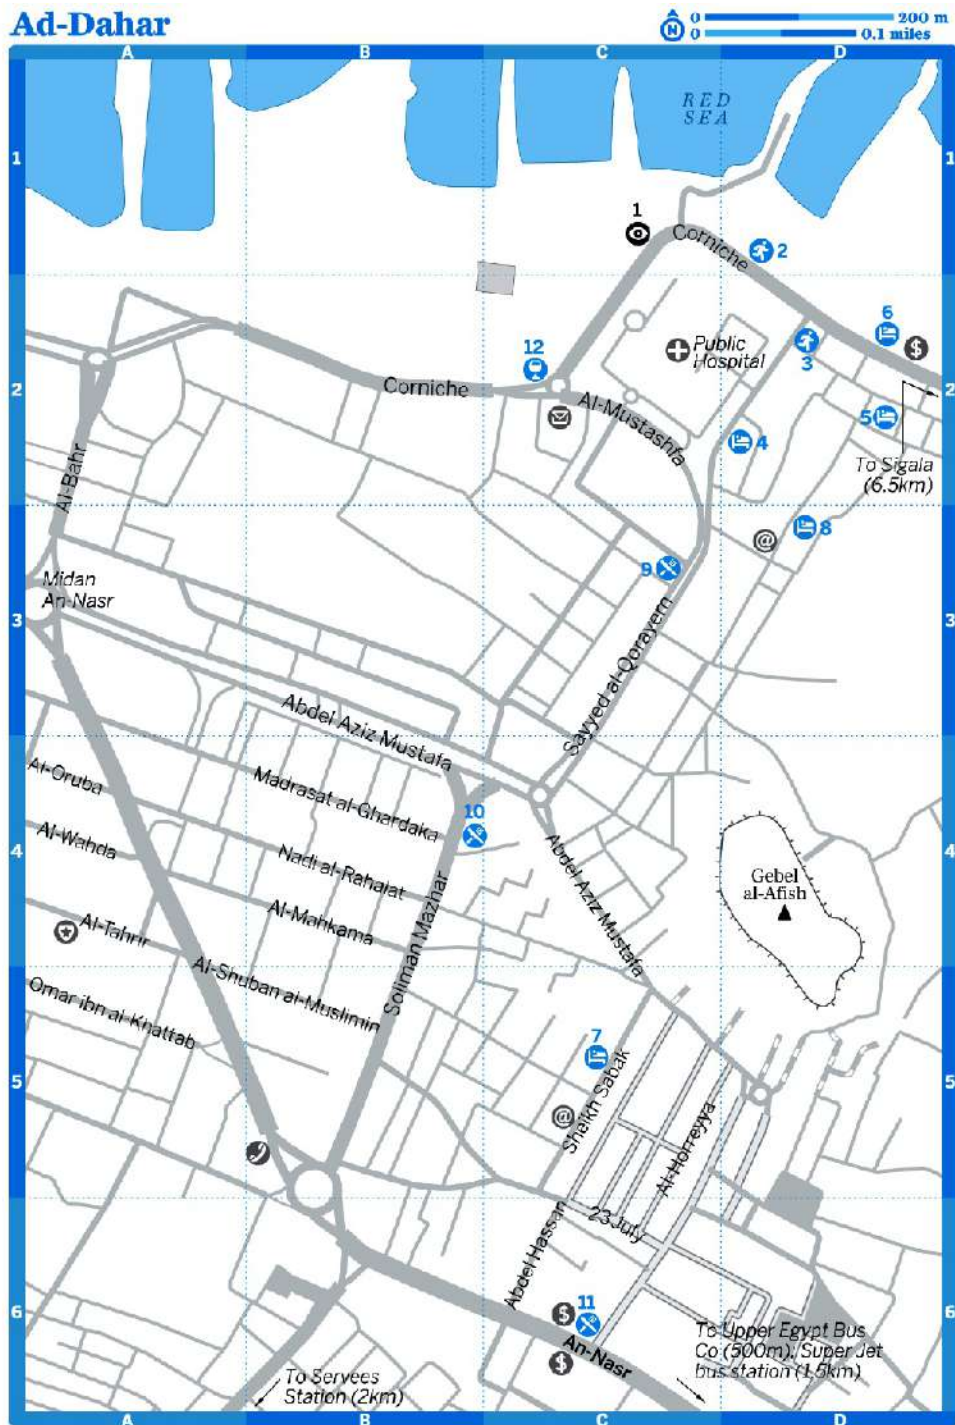 Ad-Dahar
N
0 200 m
0 0.1 miles
A B C D
RED
SEA
1 1
1
Corniche
2
6
$
12
Public
Hospital
3
2 2
Corniche
Al-Mustashfa
5
4
To Sigala
(6.5km)
Al-Bahr
8
@
9
Midan
An-Nasr
3 3
Sayyed al-Qorayem
Abdel Aziz Mustafa
Al-Oruba
Madrasat al-Ghardaka
10
Al-Wahda
4 4
Nadi al-Rahalat
Abdel Aziz Mustafa
Gebel
al-Afish
Al-Mahkama
Al-Tahrir
Soliman Mazhar
Al-Shuban al-Muslimin
Omar ibn al-Khattab
7
5 5
Sheikh Sabak
@
Al-Horreyya
23 July
Abdel Hassan
6 6
$
11
An-Nasr
$
To Upper Egypt Bus
Co (500m); Super Jet
bus station (1.5km)
To Servees
Station (2km)
A B C D